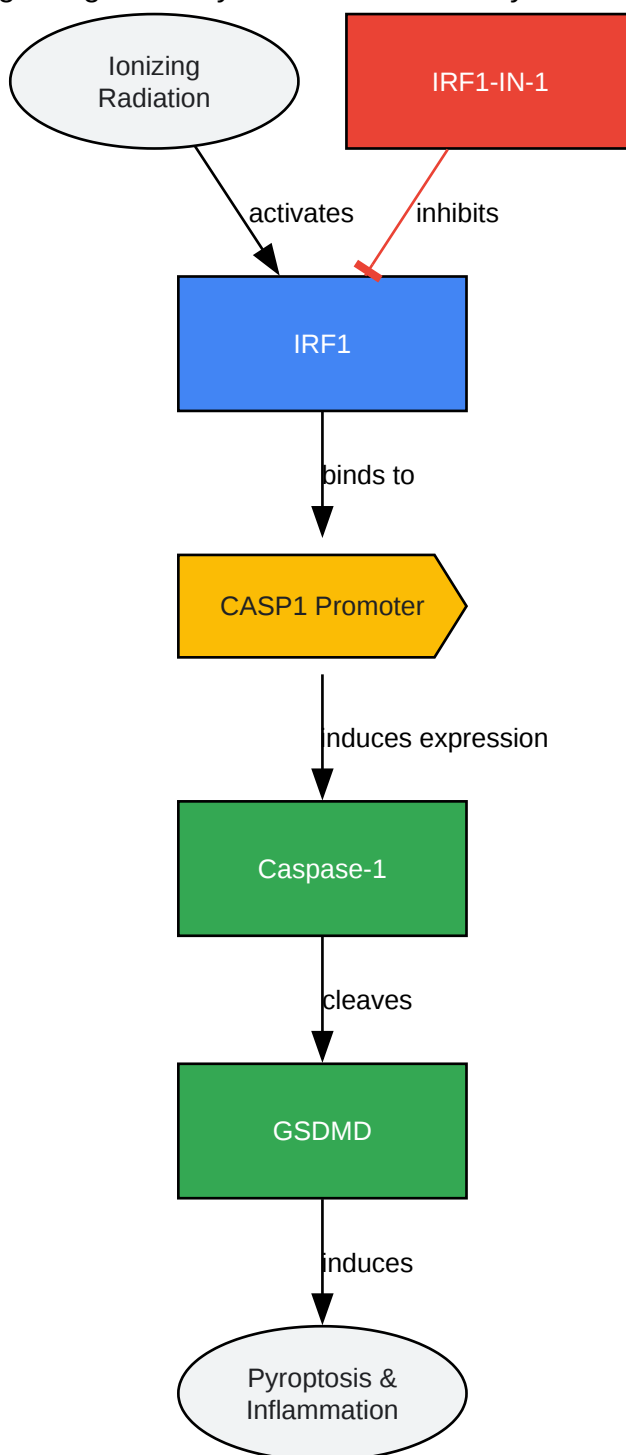 Ionizing
Radiation
IRF1-IN-1
activates
inhibits
IRF1
binds to
CASP1 Promoter
induces expression
Caspase-1
cleaves
GSDMD
induces
Pyroptosis &
Inflammation